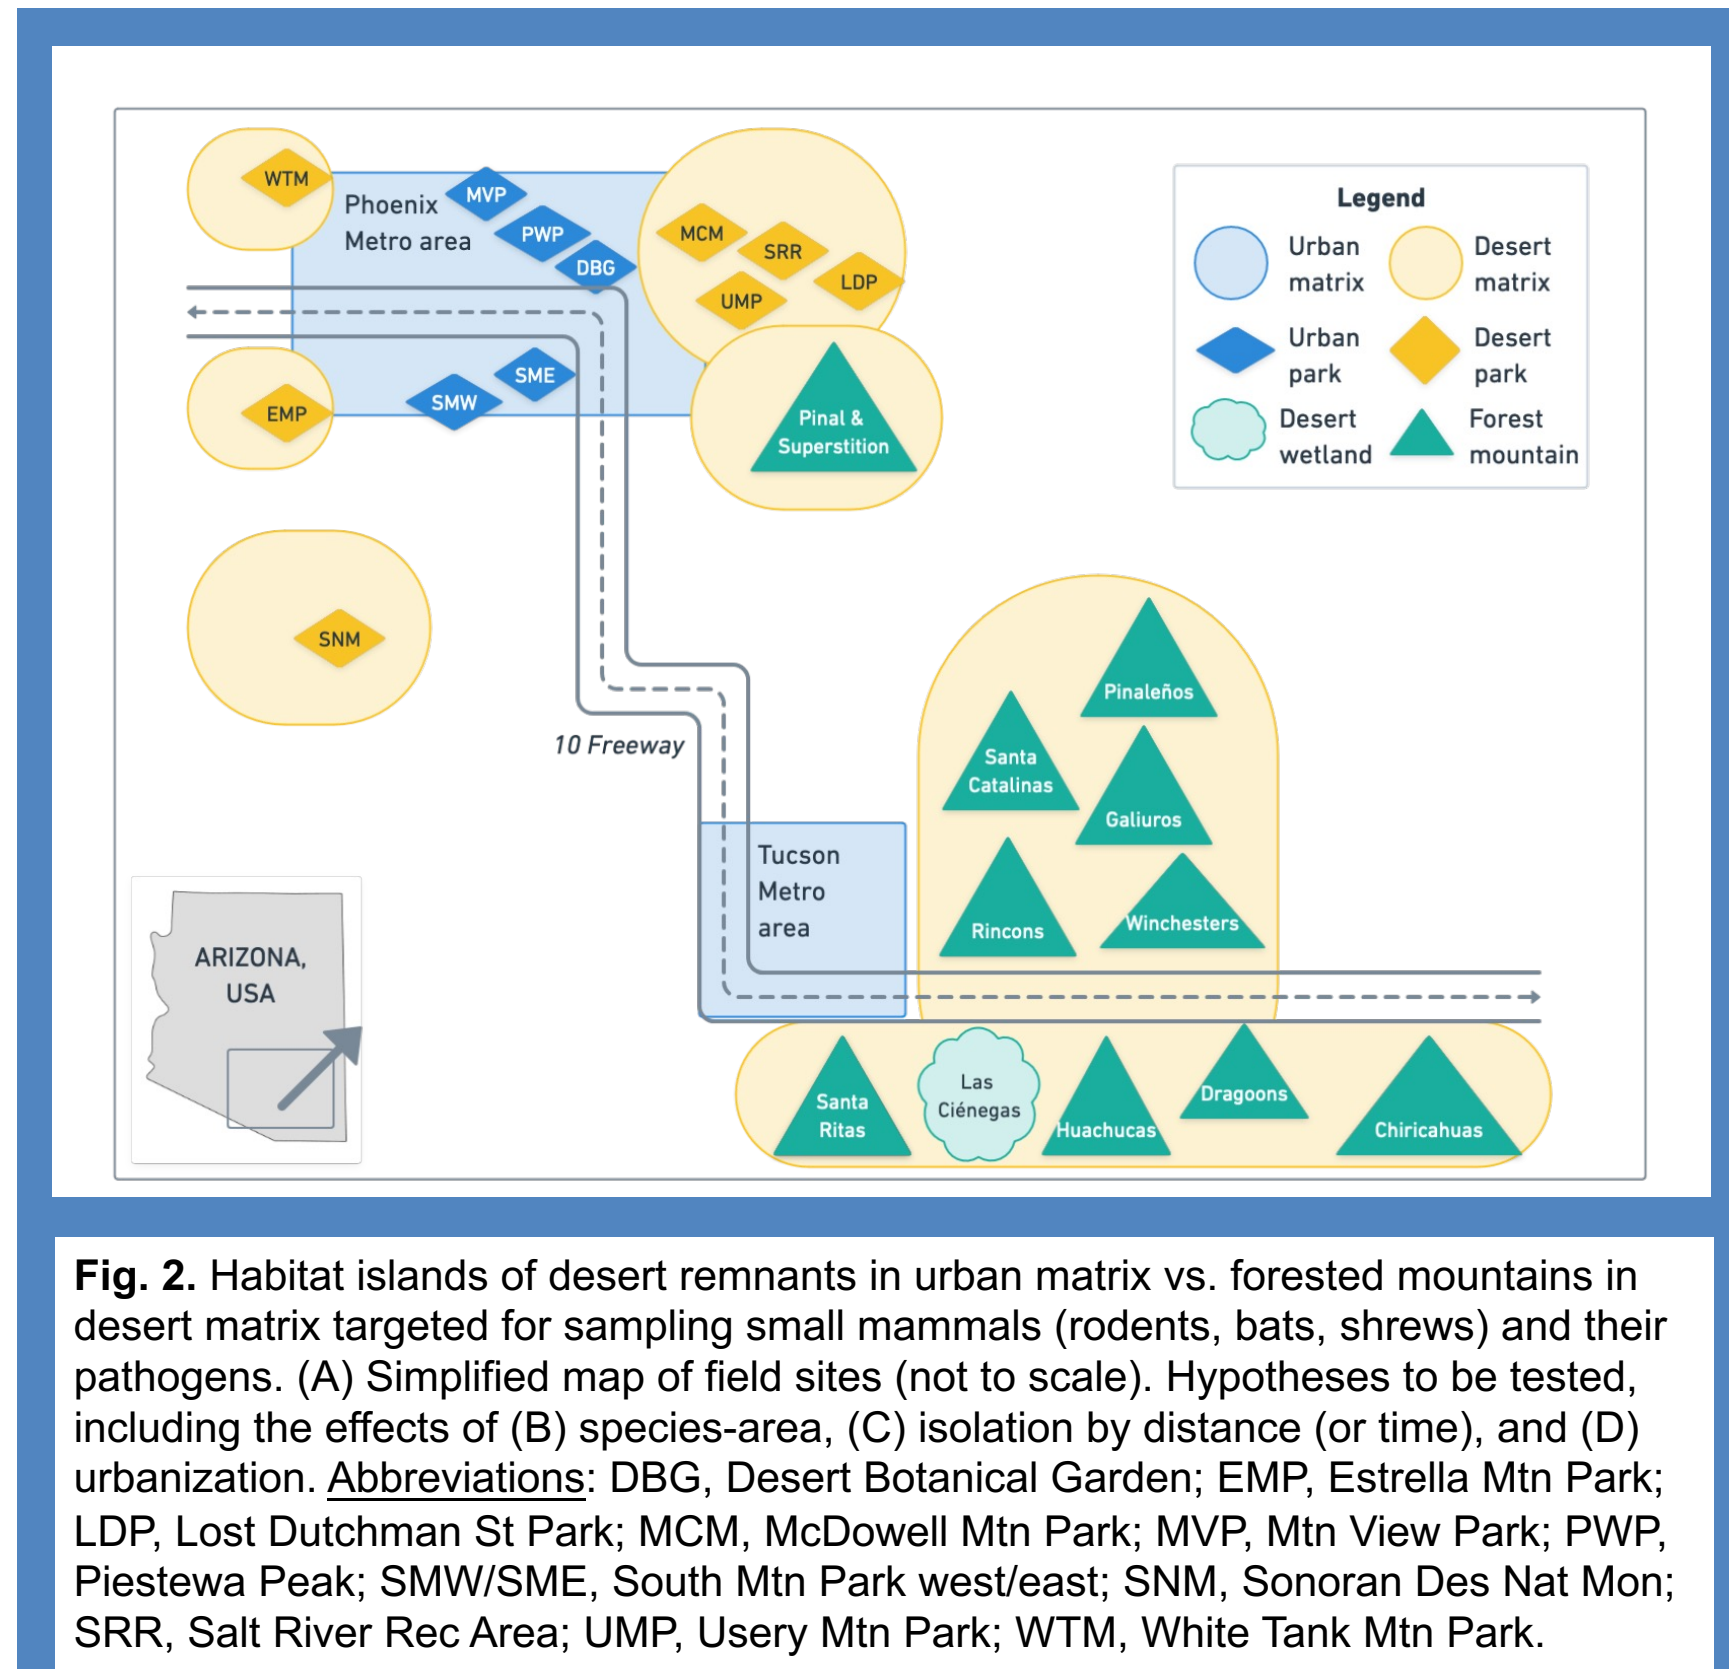 WTM
Phoenix
Metro area
MVP
PWP
DBG
MCM
SRR
LDP
UMP
EMP
SMW
SME
Pinal &
Superstition
Legend
Urban
matrix
Desert
matrix
Urban
park
Desert
park
Desert
wetland
Forest
mountain
SNM
10 Freeway
Pinaleños
Santa
Catalinas
Galiuros
Rincons
Winchesters
Tucson
Metro
area
ARIZONA,
USA
Santa
Ritas
Las
Ciénegas
Huachucas
Dragoons
Chiricahuas
Fig. 2. Habitat islands of desert remnants in urban matrix vs. forested mountains in
desert matrix targeted for sampling small mammals (rodents, bats, shrews) and their
pathogens. (A) Simplified map of field sites (not to scale). Hypotheses to be tested,
including the effects of (B) species-area, (C) isolation by distance (or time), and (D)
urbanization. Abbreviations: DBG, Desert Botanical Garden; EMP, Estrella Mtn Park;
LDP, Lost Dutchman St Park; MCM, McDowell Mtn Park; MVP, Mtn View Park; PWP,
Piestewa Peak; SMW/SME, South Mtn Park west/east; SNM, Sonoran Des Nat Mon;
SRR, Salt River Rec Area; UMP, Usery Mtn Park; WTM, White Tank Mtn Park.